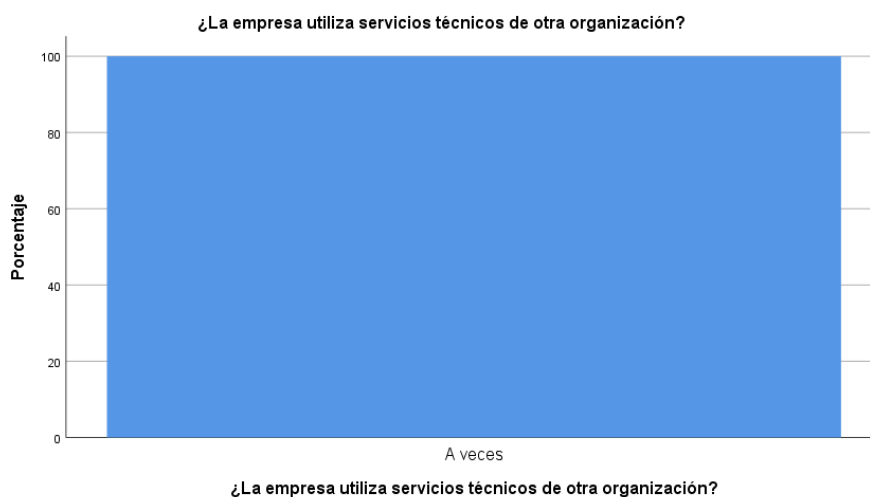 ¿La empresa utiliza servicios técnicos de otra organización?
100
80
60
40
20
0
Porcentaje
A veces
¿La empresa utiliza servicios técnicos de otra organización?